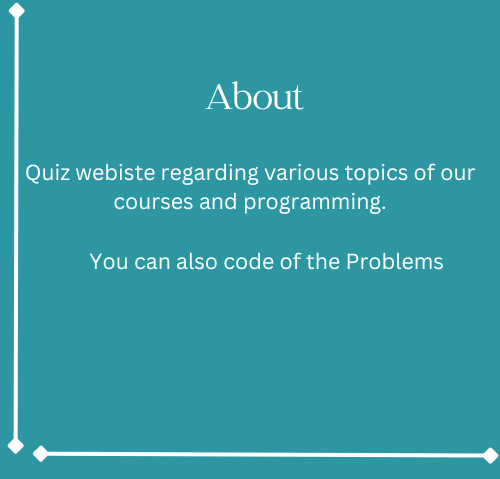 About
Quiz webiste regarding various topics of our
courses and programming.
You can also code of the Problems